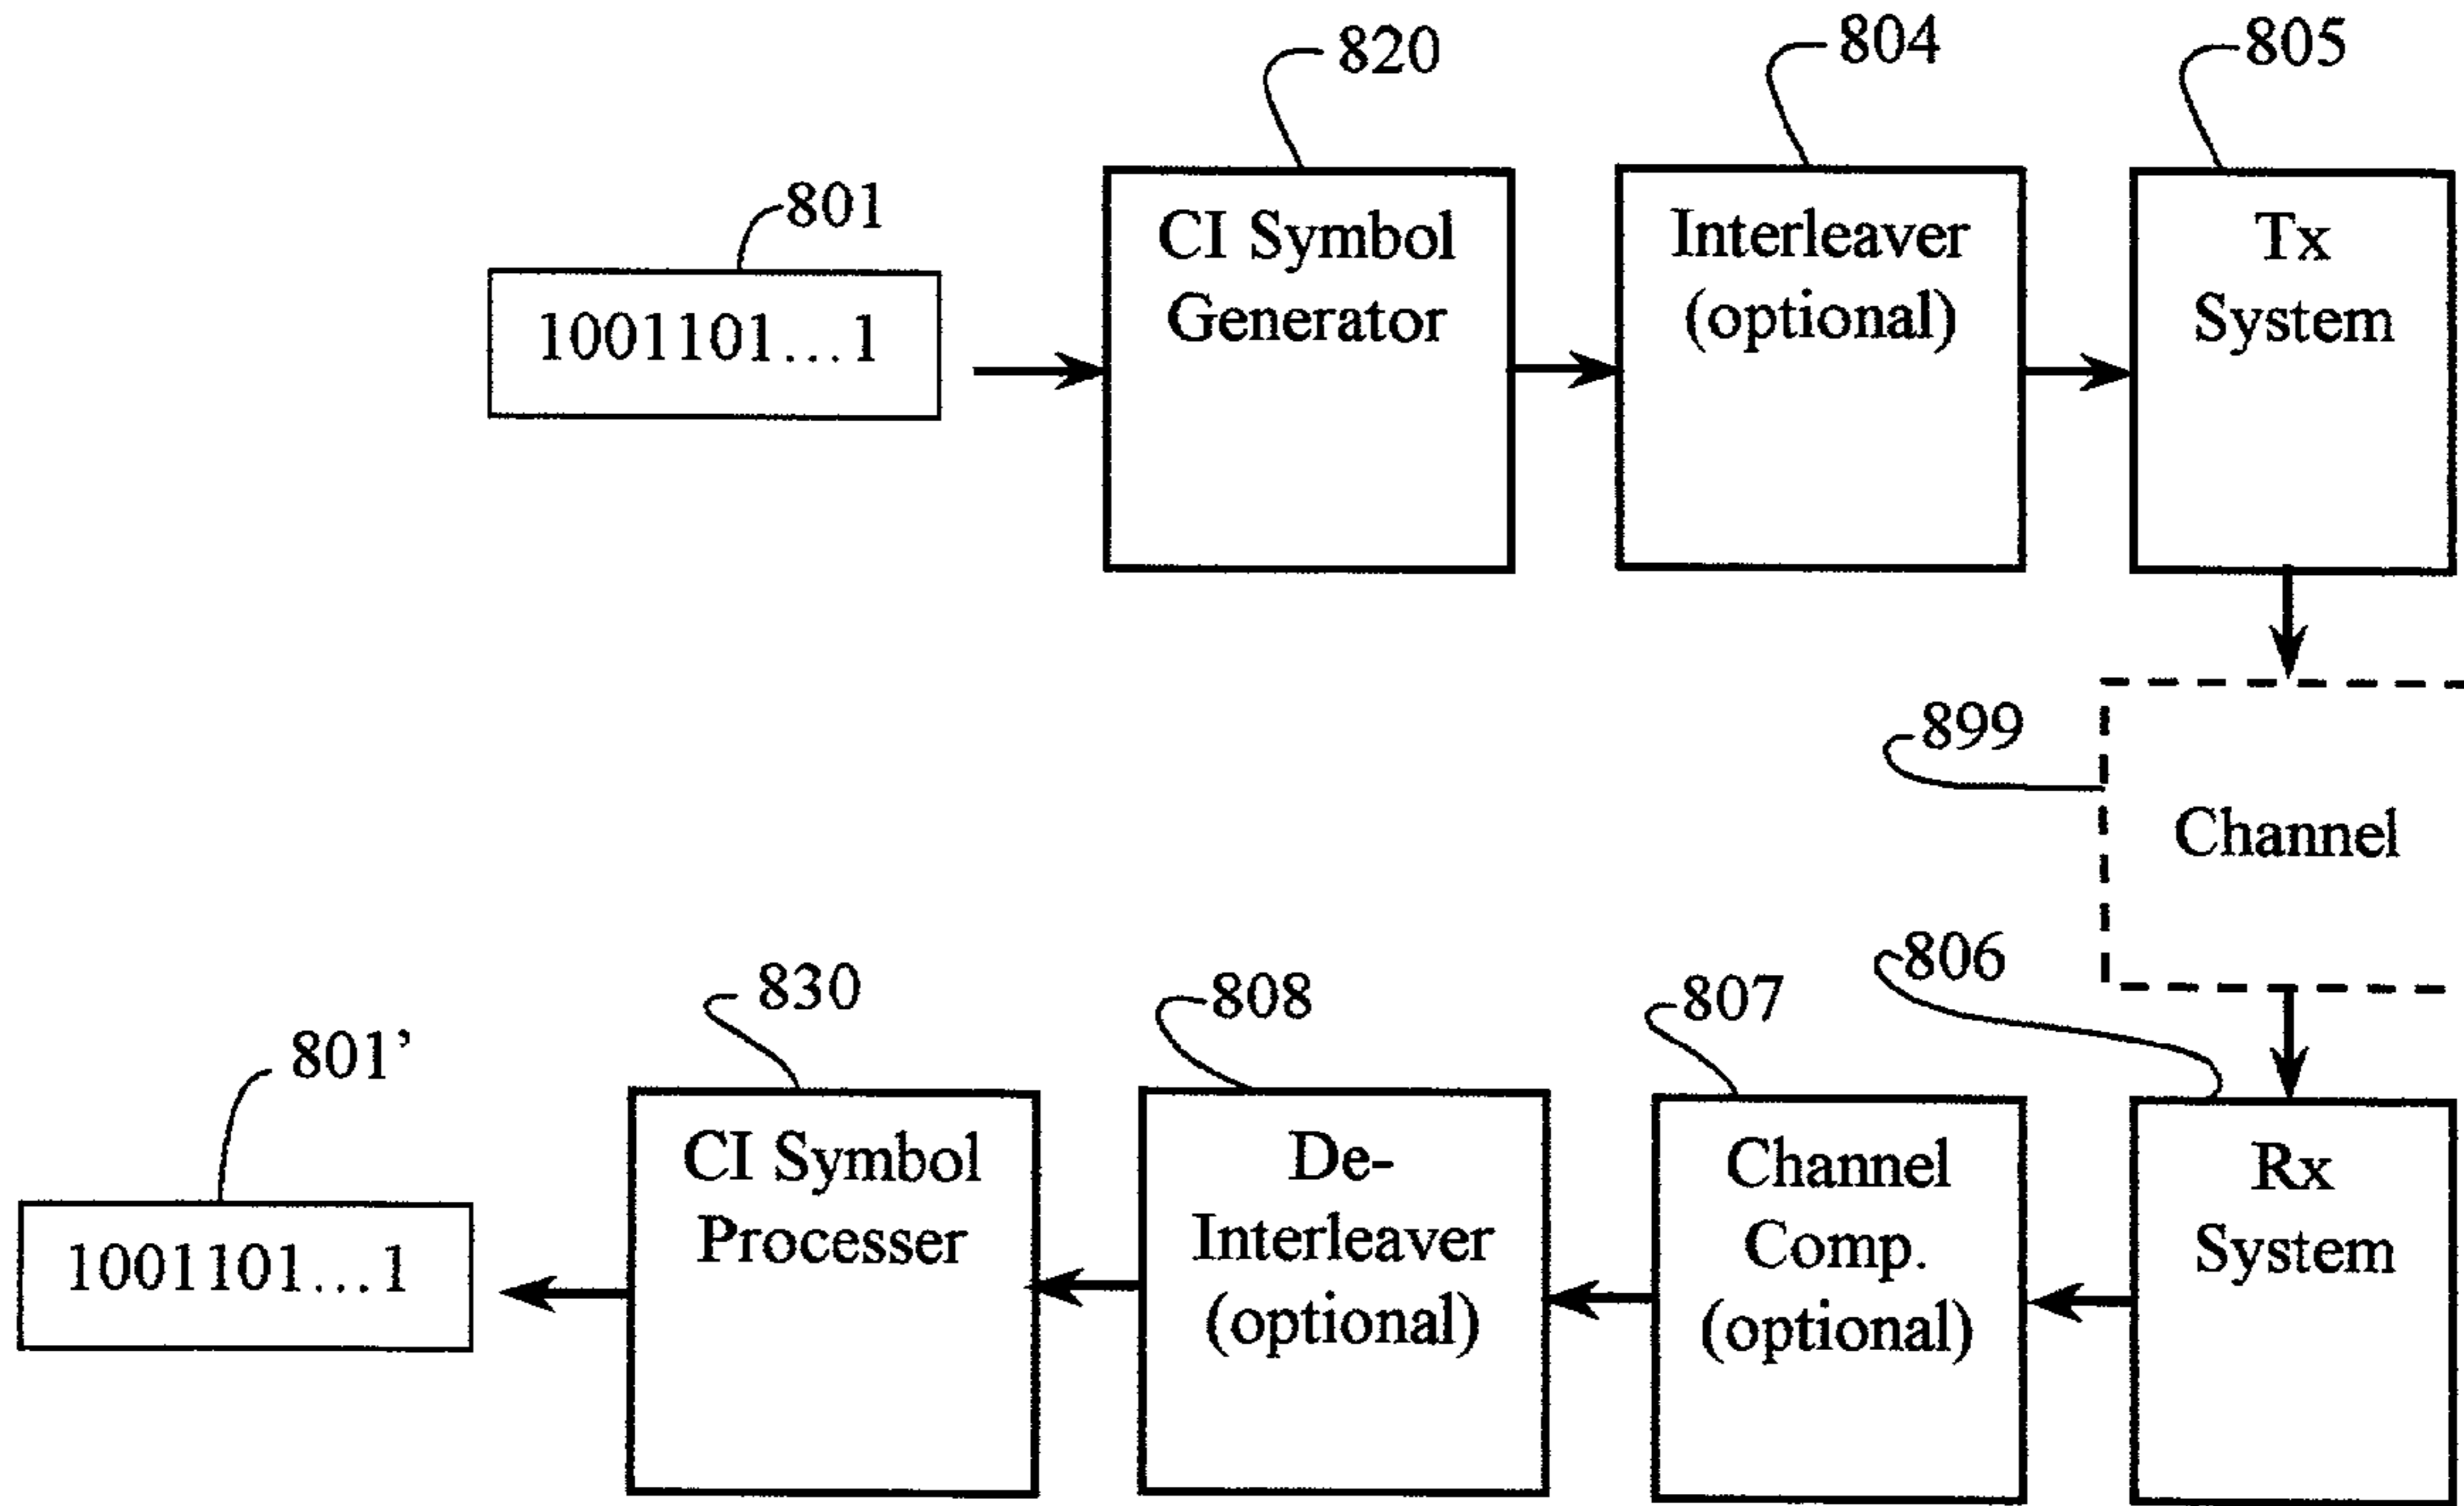 820
804
805
801
CI Symbol
Generator
Interleaver
(optional)
Tx
System
1001101...1
899
Channel
830
808
807
806
801’
CI Symbol
Processer
De-
Interleaver
(optional)
Channel
Comp.
(optional)
Rx
System
1001101...1